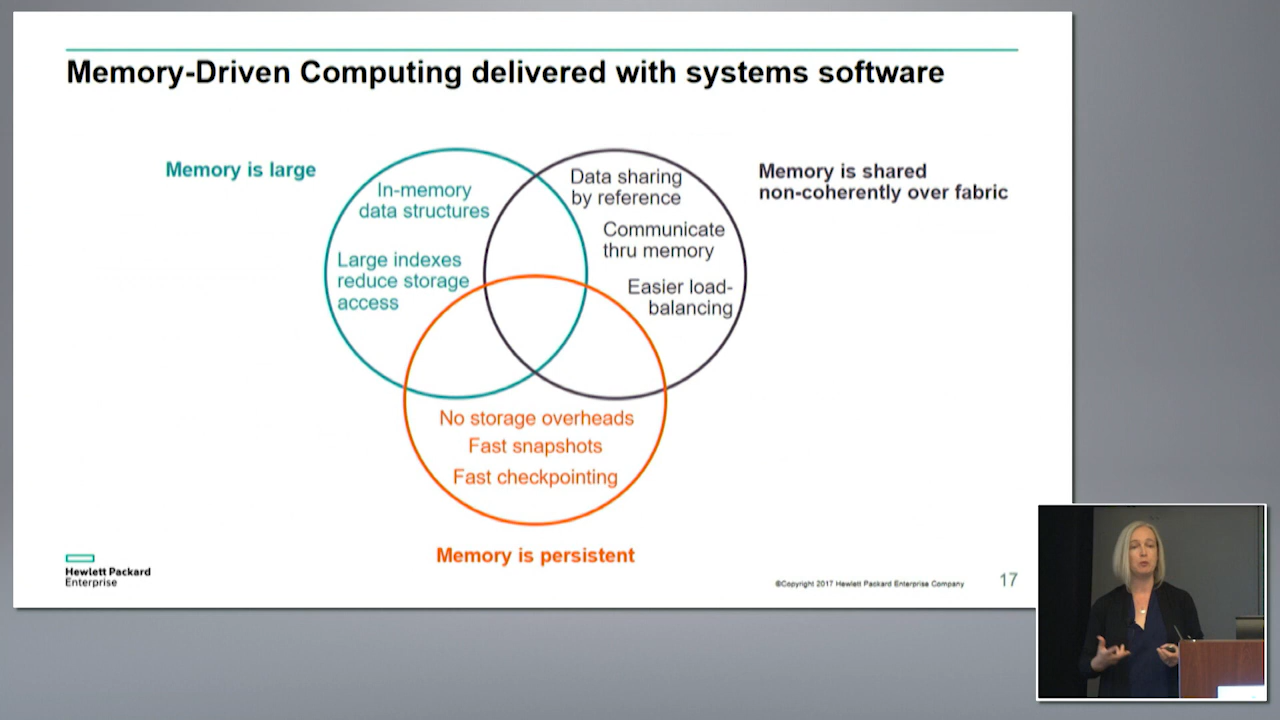 Memory-Driven Computing delivered with systems software
Memory is large
In-memory
data structures
Large indexes
reduce storage
access
Data sharing
by reference
Communicate
thru memory
Easier load-
balancing
Memory is shared
non-coherently over fabric
No storage overheads
Fast snapshots
Fast checkpointing
Memory is persistent
Hewlett Packard
Enterprise
©Copyright 2017 Hewlett Packard Enterprise Company
17